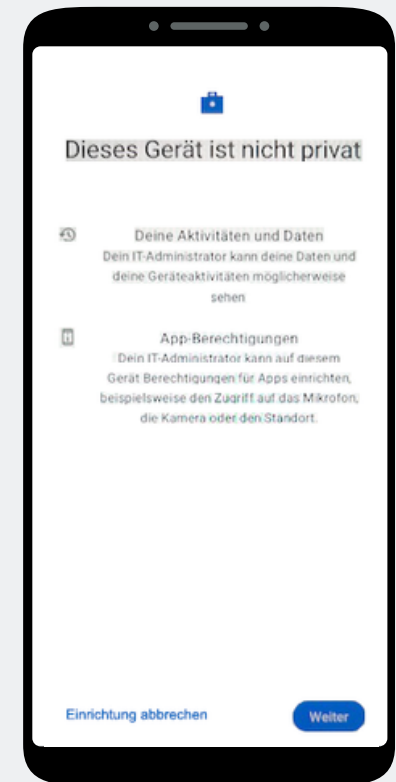 Dieses Gerät ist nicht privat
Deine Aktivitäten und Daten
Dein IT-Administrator kann deine Daten und
deine Geräteaktivitäten möglicherweise
sehen
App-Berechtigungen
Dein IT-Administrator kann auf diesem
Gerät Berechtigungen für Apps einrichten,
beispielsweise den Zugriff auf das Mikrofon,
die Kamera oder den Standort.
Einrichtung abbrechen
Weiter